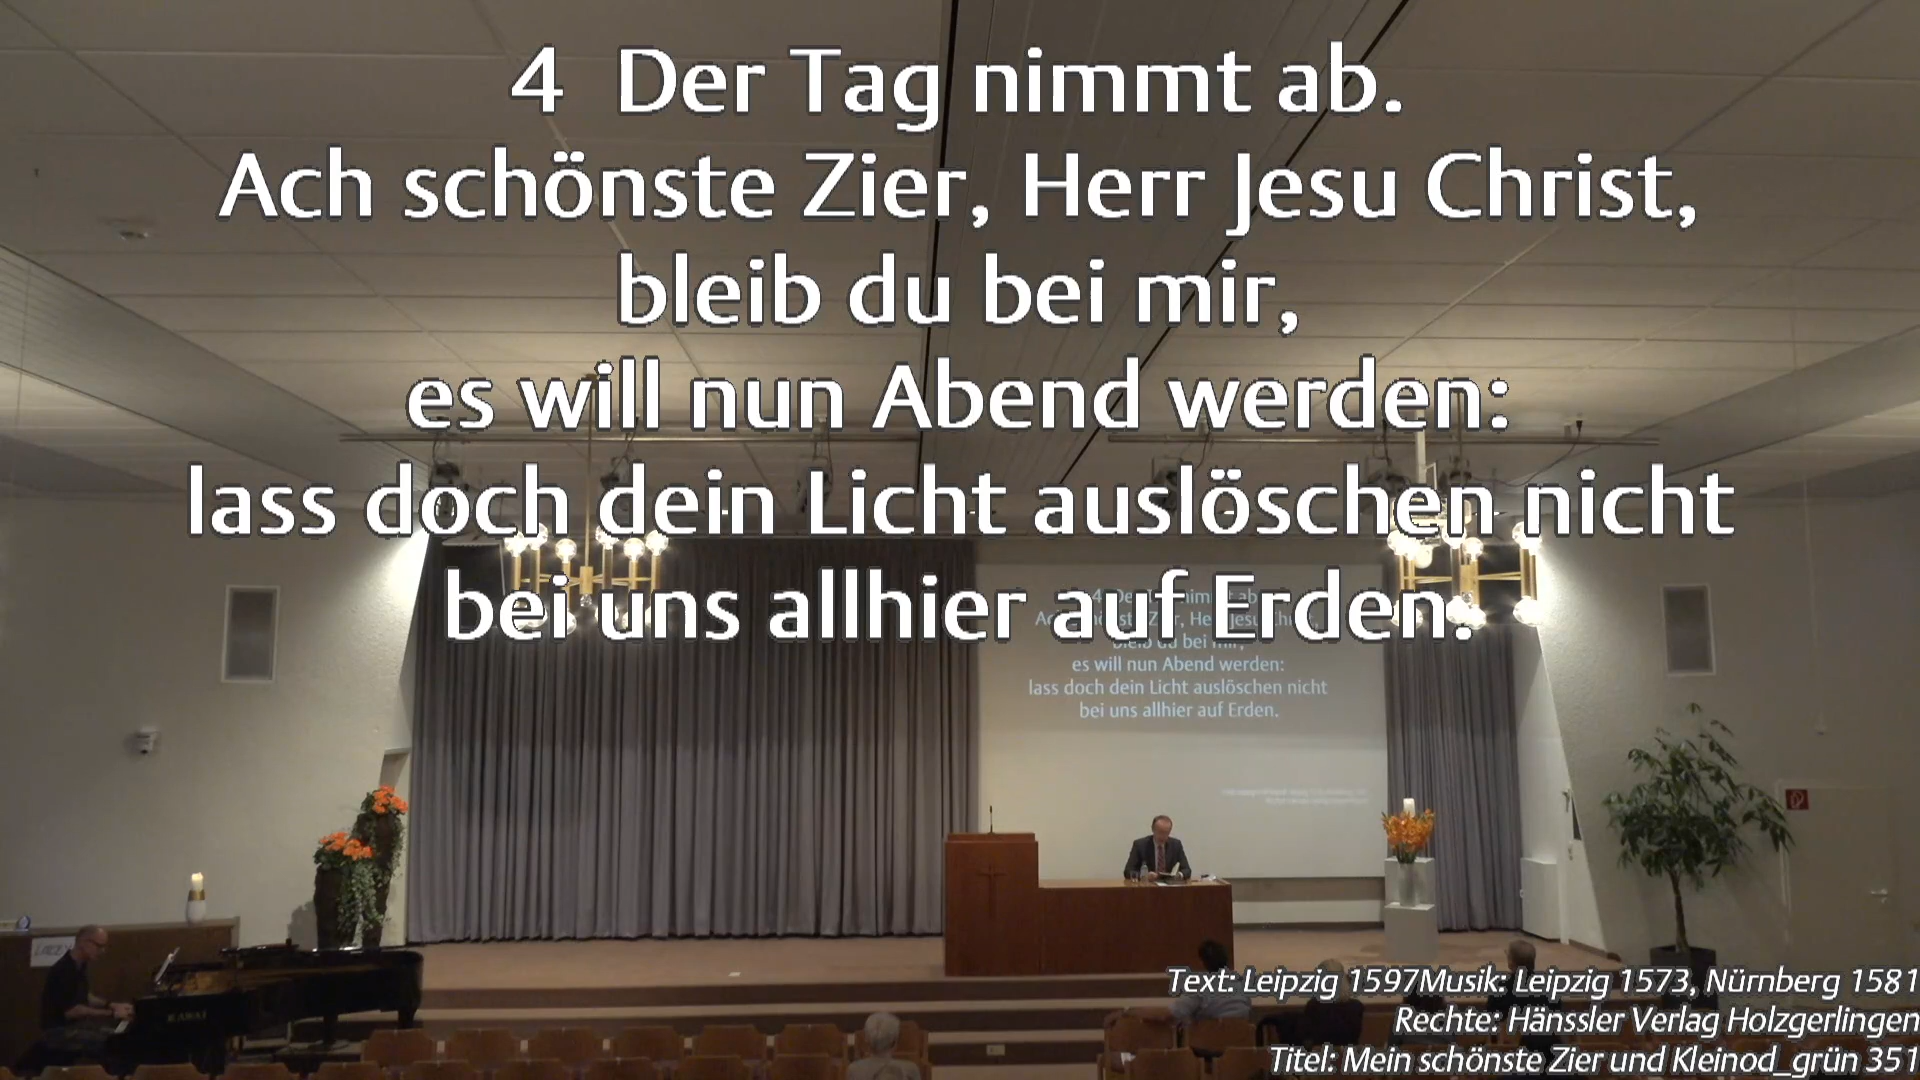 4 Der Tag nimmt ab.
Ach schönste Zier, Herr Jesu Christ,
bleib du bei mir,
es will nun Abend werden:
lass doch dein Licht auslöschen nicht
bei uns allhier auf Erden.
es will nun Abend werden:
lass doch dein Licht auslöschen nicht
bei uns allhier auf Erden.
KAWAI
Text: Leipzig 1597Musik: Leipzig 1573, Nürnberg 1581
Rechte: Hänssler Verlag Holzgerlingen
Titel: Mein schönste Zier und Kleinod_grün 351